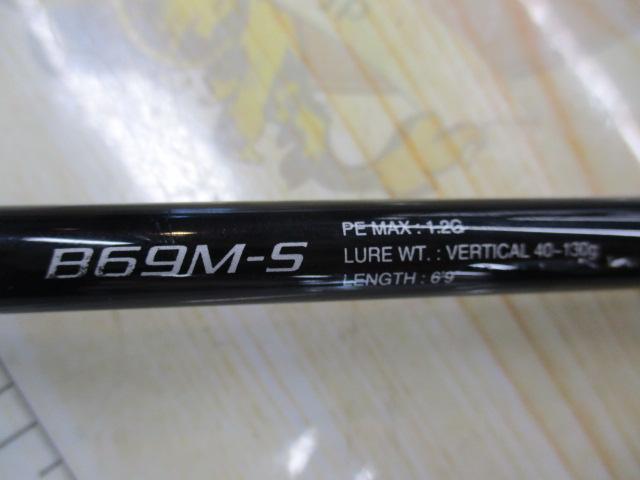 B69M-S
PE MAX : 1.2G
LURE WT. : VERTICAL 40-130g
LENGTH : 6'9"